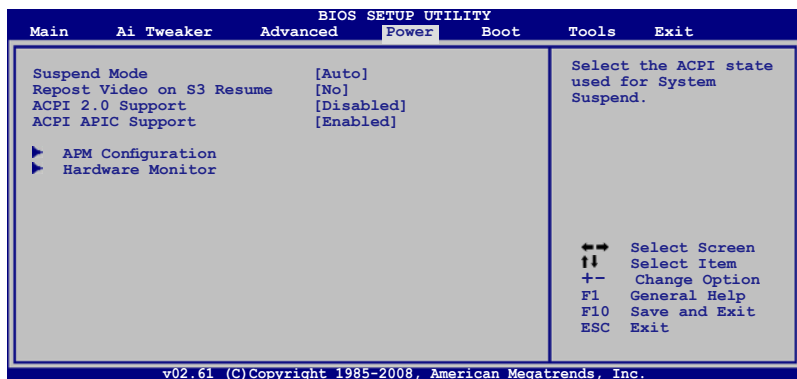 BIOS SETUP UTILITY
Main Ai Tweaker Advanced Power Boot Tools Exit
Suspend Mode [Auto]
Repost Video on S3 Resume [No]
ACPI 2.0 Support [Disabled]
ACPI APIC Support [Enabled]
APM Configuration
Hardware Monitor
Select the ACPI state
used for System
Suspend.
Select Screen
Select Item
+- Change Option
F1 General Help
F10 Save and Exit
ESC Exit
v02.61 (C)Copyright 1985-2008, American Megatrends, Inc.